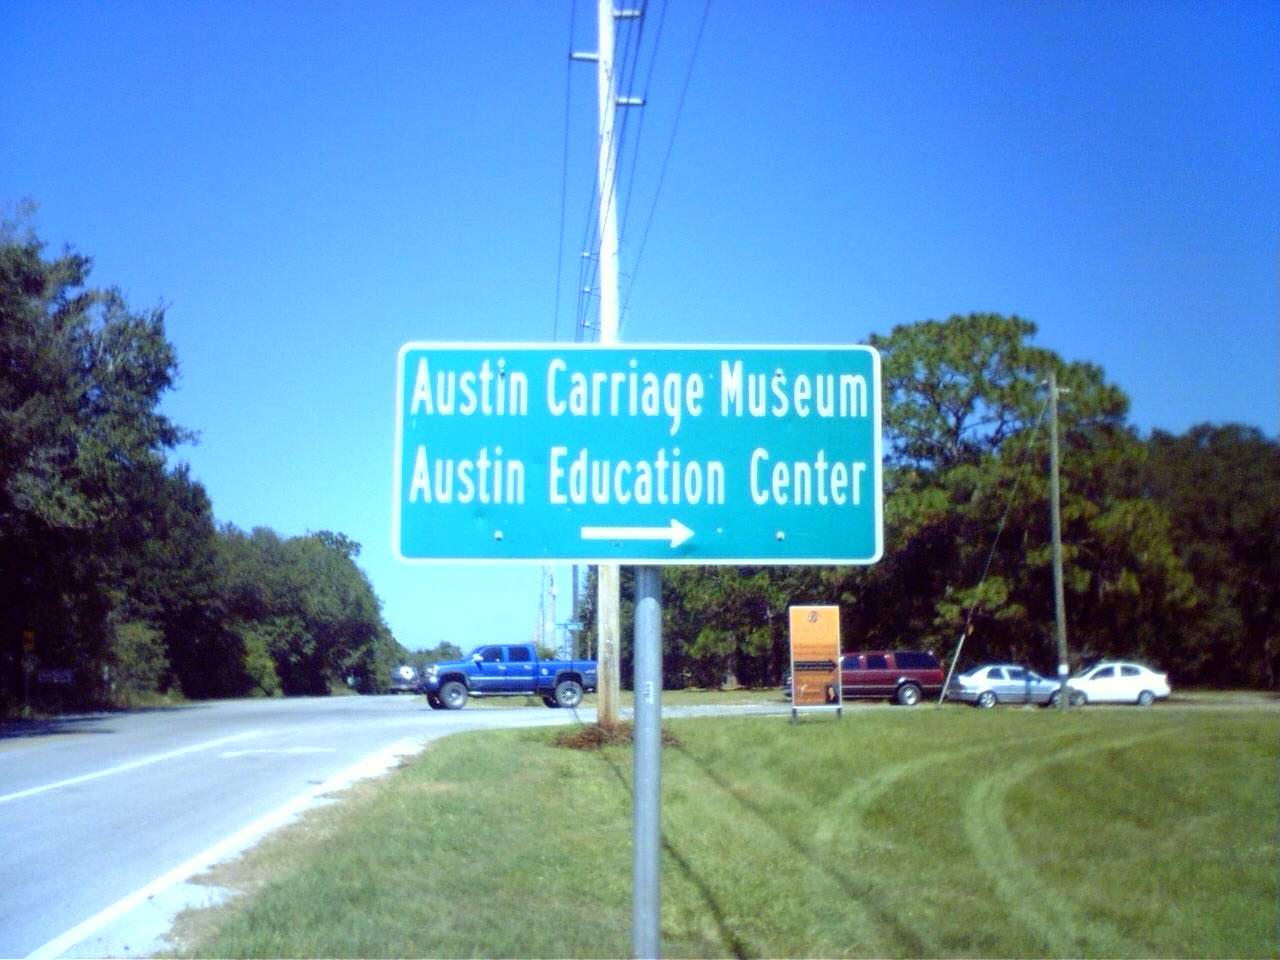 Austin Carriage Museum
Austin Education Center